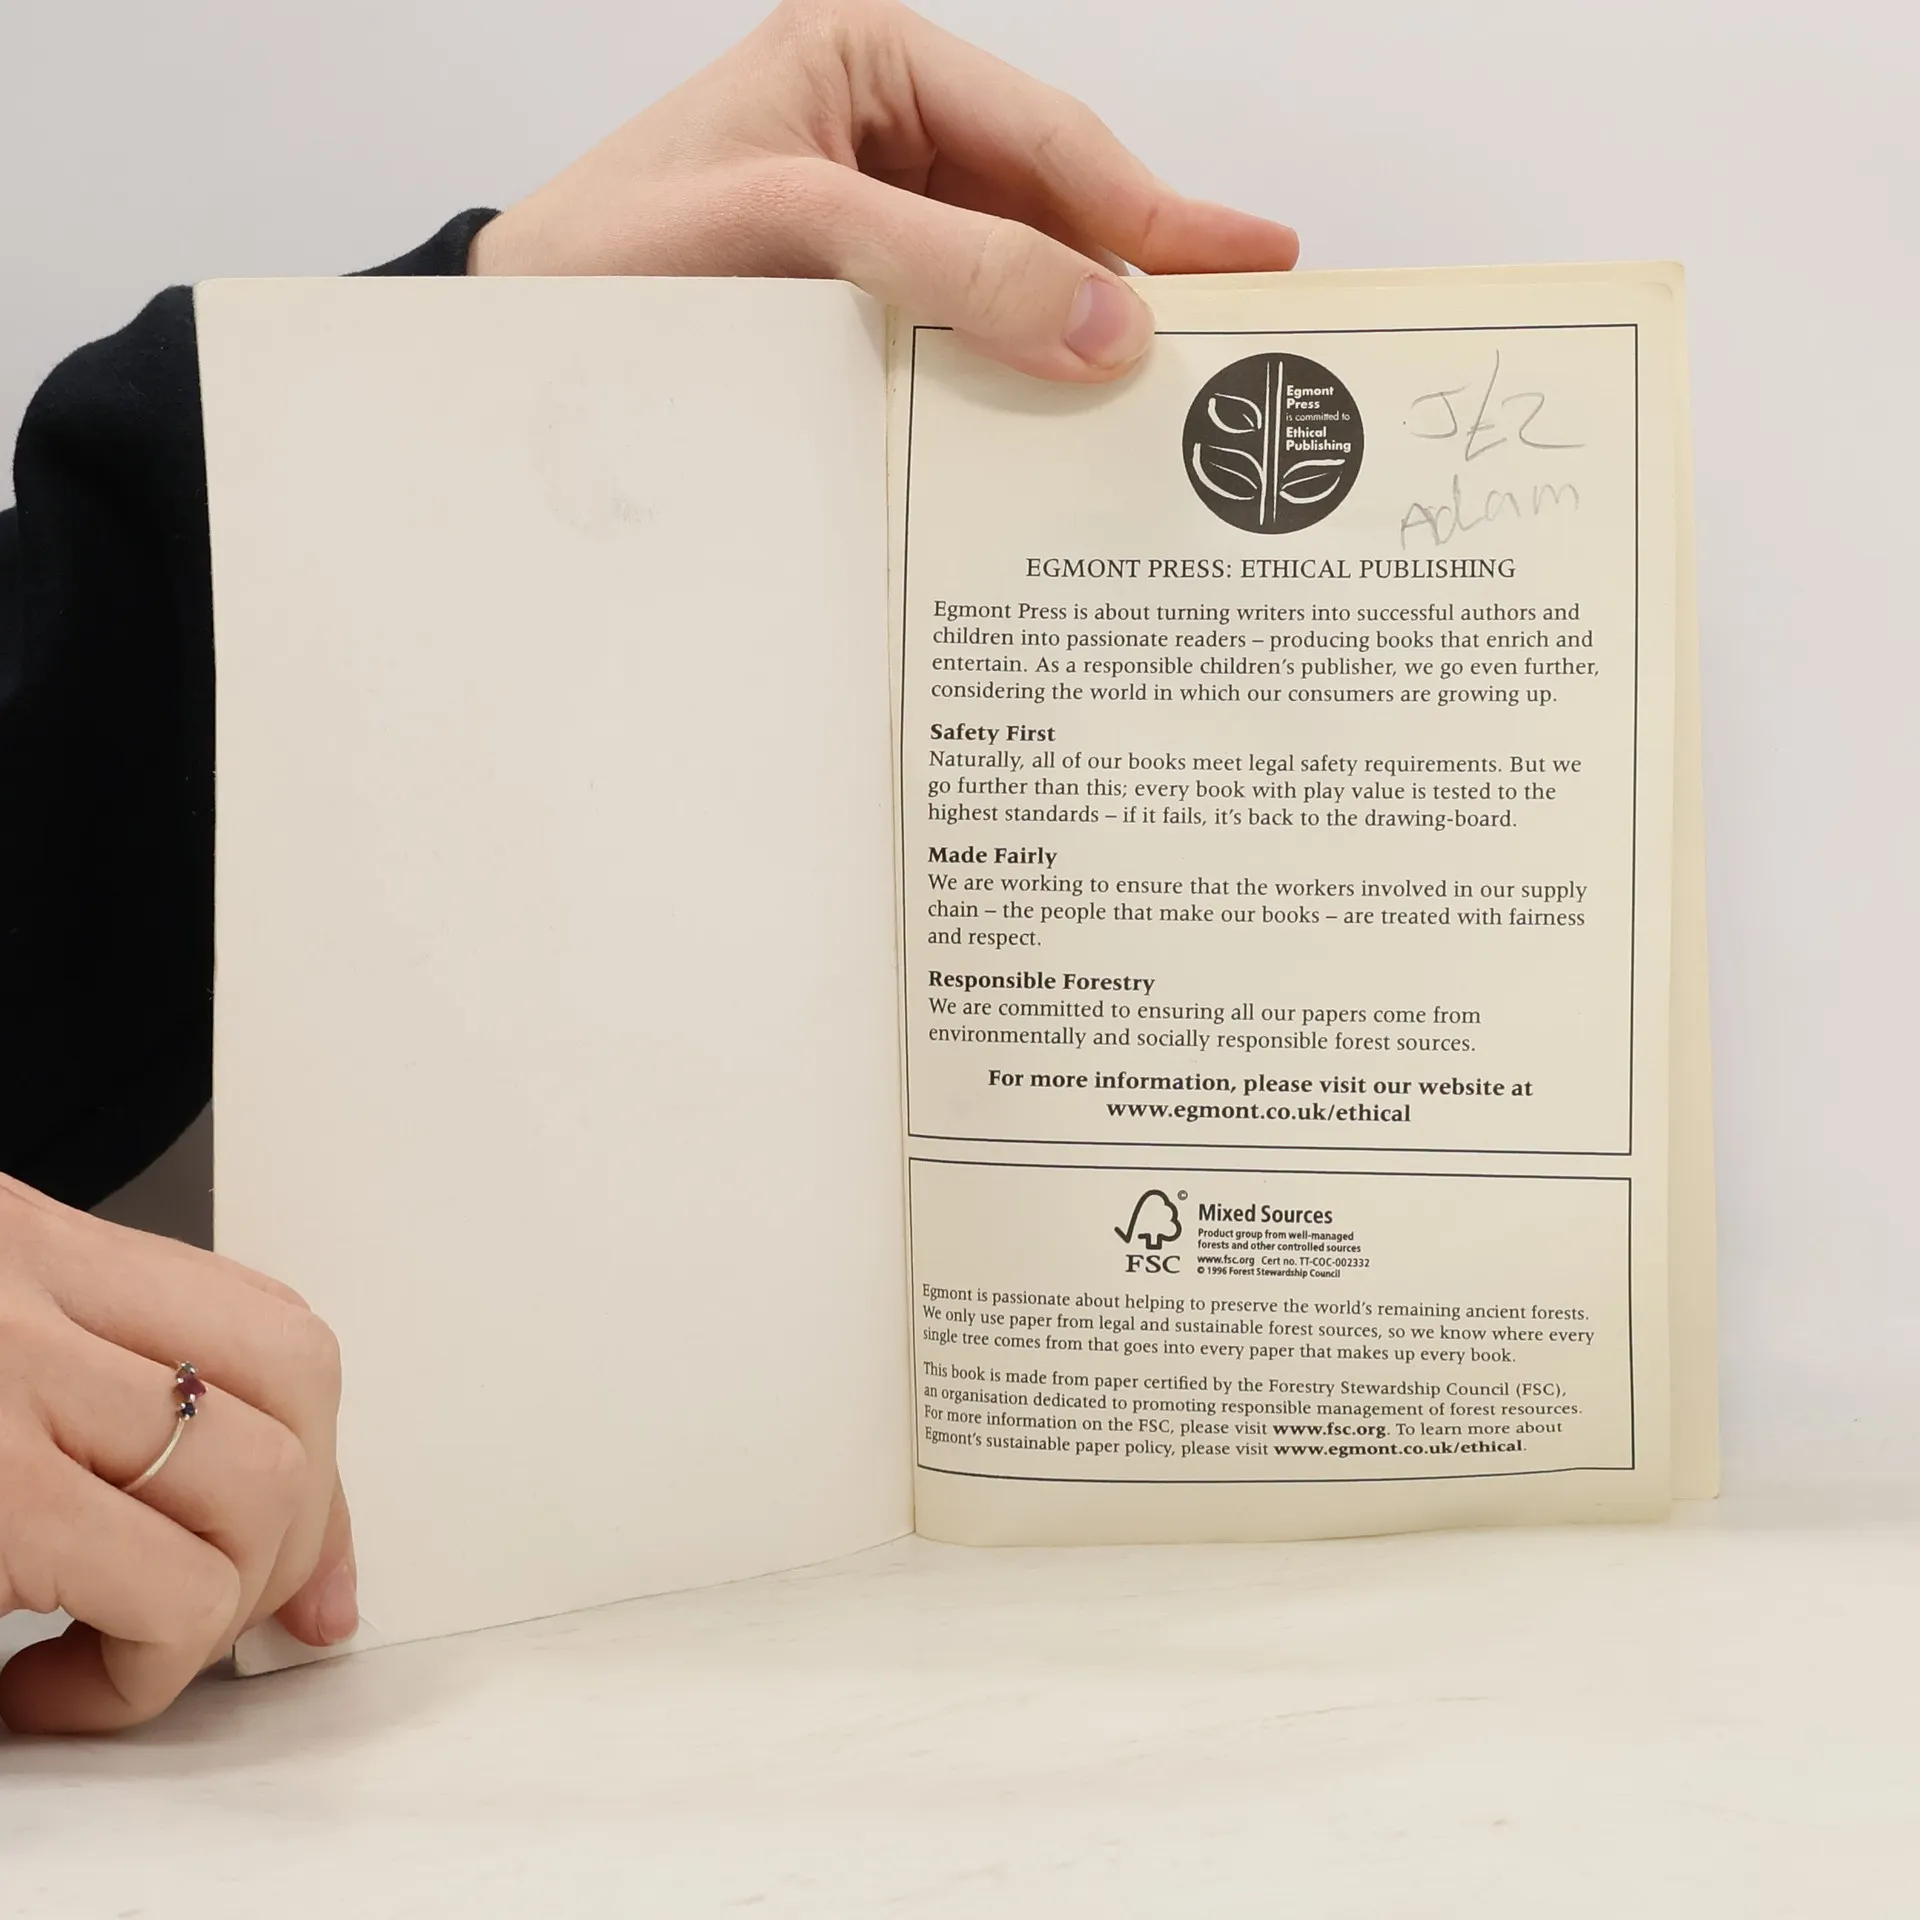 Egmont
Press
is committed to
Ethical
Publishing
Adam
EGMONT PRESS: ETHICAL PUBLISHING
Egmont Press is about turning writers into successful authors and
children into passionate readers – producing books that enrich and
entertain. As a responsible children's publisher, we go even further,
considering the world in which our consumers are growing up.
Safety First
Naturally, all of our books meet legal safety requirements. But we
go further than this; every book with play value is tested to the
highest standards – if it fails, it's back to the drawing-board.
Made Fairly
We are working to ensure that the workers involved in our supply
chain – the people that make our books – are treated with fairness
and respect.
Responsible Forestry
We are committed to ensuring all our papers come from
environmentally and socially responsible forest sources.
For more information, please visit our website at
www.egmont.co.uk/ethical
©
FSC
Mixed Sources
Product group from well-managed
forests and other controlled sources
www.fsc.org Cert no. TT-COC-002332
© 1996 Forest Stewardship Council
Egmont is passionate about helping to preserve the world's remaining ancient forests.
We only use paper from legal and sustainable forest sources, so we know where every
single tree comes from that goes into every paper that makes up every book.
This book is made from paper certified by the Forestry Stewardship Council (FSC),
an organisation dedicated to promoting responsible management of forest resources.
For more information on the FSC, please visit www.fsc.org. To learn more about
Egmont's sustainable paper policy, please visit www.egmont.co.uk/ethical.